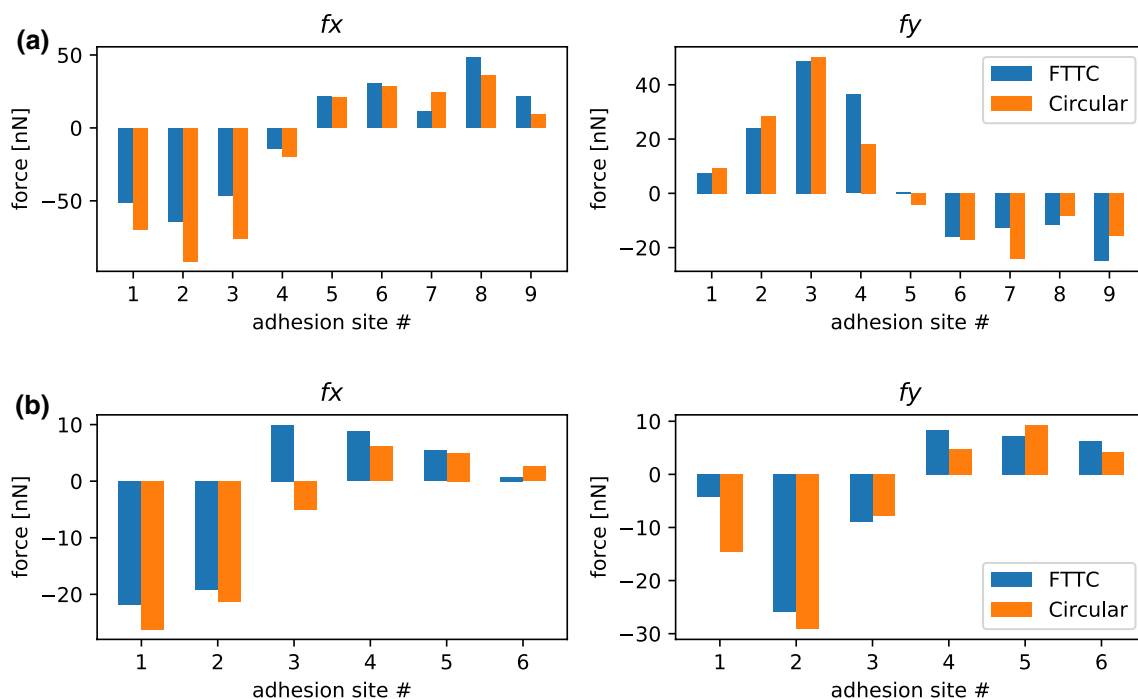 (a)
fx
50
0
−50
force [nN]
1 2 3 4 5 6 7 8 9
adhesion site #
fy
40
20
0
−20
force [nN]
FTTC
Circular
1 2 3 4 5 6 7 8 9
adhesion site #
(b)
fx
10
0
−10
−20
force [nN]
1 2 3 4 5 6
adhesion site #
fy
10
0
−10
−20
−30
force [nN]
FTTC
Circular
1 2 3 4 5 6
adhesion site #